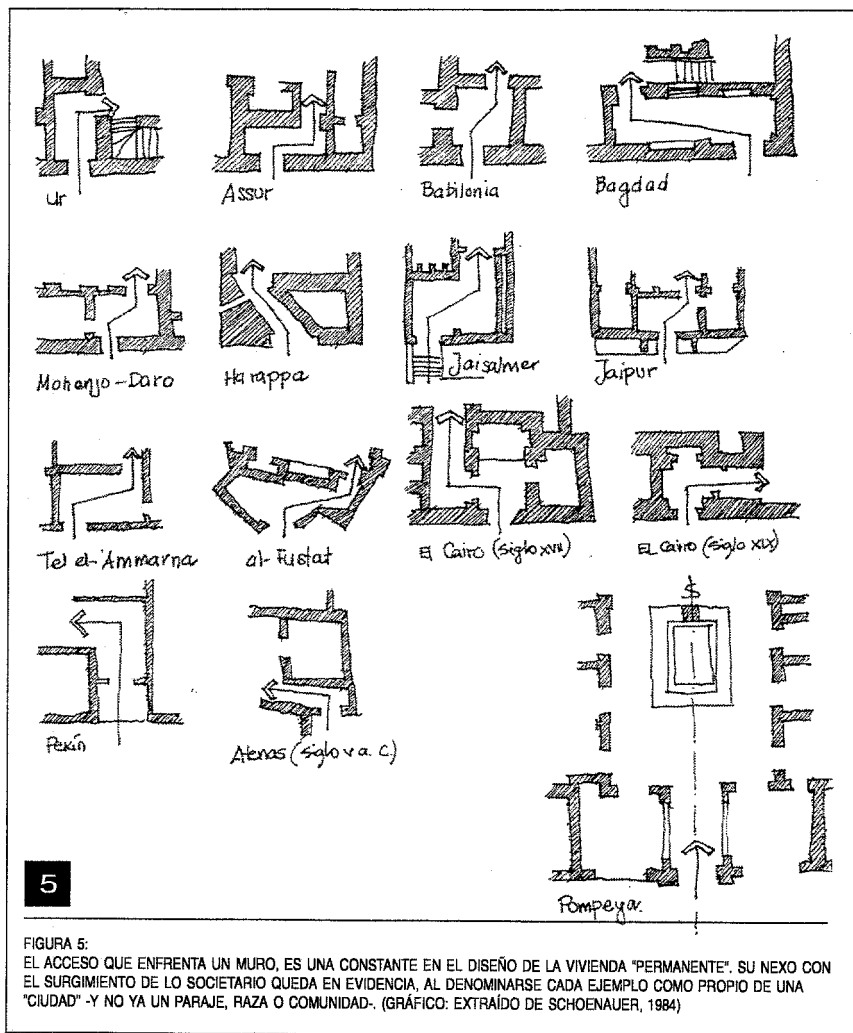 Ur
Assur
Babilonia
Bagdad
Mohenjo-Daro
Harappa
Jaisalmer
Jaipur
Tel el-'Ammarna
al-Fustat
El Cairo (siglo XVII)
EL Cairo (siglo XIX)
Pekín
Atenas (siglo v a. C.)
Pompeya.
5
FIGURA 5:
EL ACCESO QUE ENFRENTA UN MURO, ES UNA CONSTANTE EN EL DISEÑO DE LA VIVIENDA "PERMANENTE". SU NEXO CON
EL SURGIMIENTO DE LO SOCIETARIO QUEDA EN EVIDENCIA, AL DENOMINARSE CADA EJEMPLO COMO PROPIO DE UNA
"CIUDAD" -Y NO YA UN PARAJE, RAZA O COMUNIDAD-. (GRÁFICO: EXTRAÍDO DE SCHOENAUER, 1984)